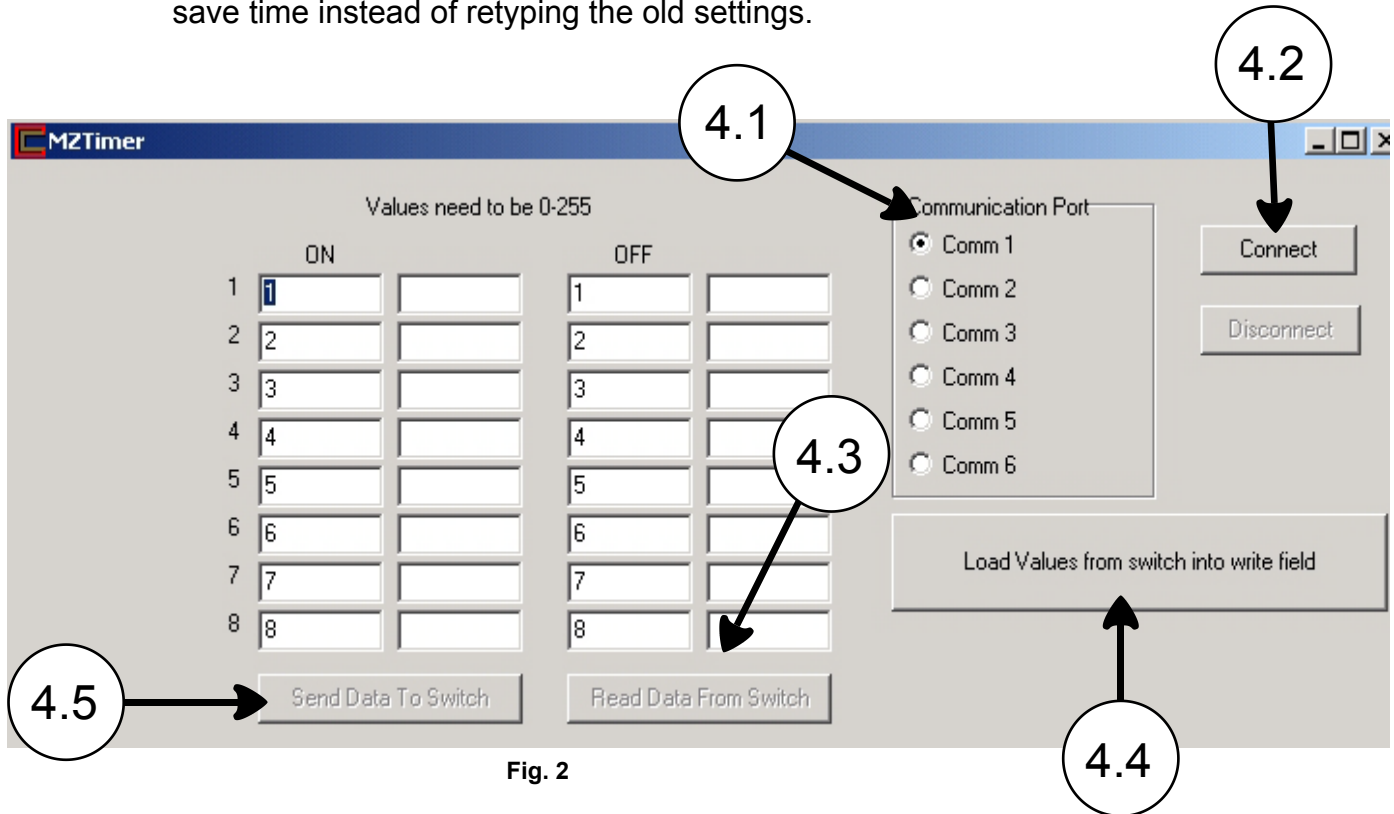 save time instead of retyping the old settings.
4.2
4.1
MZTimer
Values need to be 0-255
Communication Port
ON OFF
Comm 1
Connect
1 1 1
Comm 2
2 2 2
Comm 3
Disconnect
3 3 3
Comm 4
4 4 4
Comm 5
4.3
5 5 5
Comm 6
6 6 6
Load Values from switch into write field
7 7 7
8 8 8
4.5
Send Data To Switch
Read Data From Switch
4.4
Fig. 2